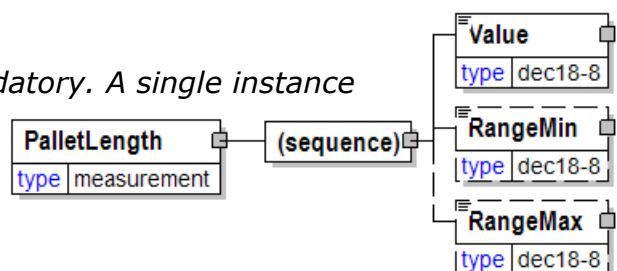 Value
type dec18-8
datory. A single instance
PalletLength
type measurement
(sequence)
RangeMin
type dec18-8
RangeMax
type dec18-8